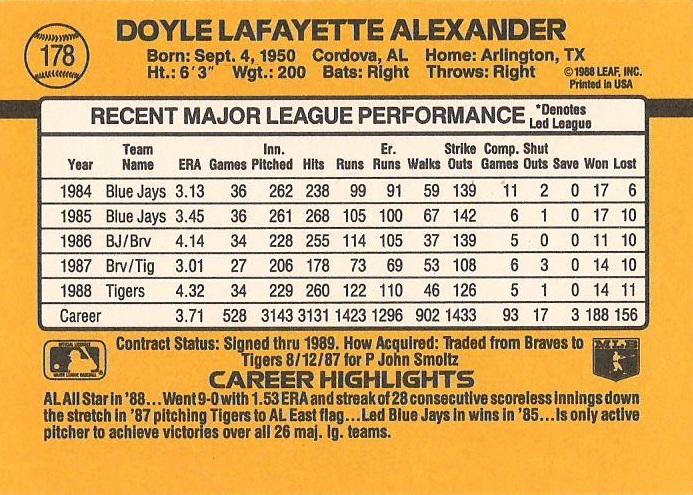 178
DOYLE LAFAYETTE ALEXANDER
Born: Sept. 4, 1950 Cordova, AL Home: Arlington, TX
Ht.: 6'3" Wgt.: 200 Bats: Right Throws: Right
©1988 LEAF, INC.
Printed in USA
RECENT MAJOR LEAGUE PERFORMANCE *Denotes Led League
Year Team Name ERA Games Inn. Pitched Hits Runs Er. Runs Walks Strike Outs Comp. Games Shut Outs Save Won Lost
1984 Blue Jays 3.13 36 262 238 99 91 59 139 11 2 0 17 6
1985 Blue Jays 3.45 36 261 268 105 100 67 142 6 1 0 17 10
1986 BJ/Brv 4.14 34 228 255 114 105 37 139 5 0 0 11 10
1987 Brv/Tig 3.01 27 206 178 73 69 53 108 6 3 0 14 10
1988 Tigers 4.32 34 229 260 122 110 46 126 5 1 0 14 11
Career 3.71 528 3143 3131 1423 1296 902 1433 93 17 3 188 156
Contract Status: Signed thru 1989. How Acquired: Traded from Braves to
Tigers 8/12/87 for P John Smoltz
MLB
CAREER HIGHLIGHTS
AL All Star in '88...Went 9-0 with 1.53 ERA and streak of 28 consecutive scoreless innings down
the stretch in '87 pitching Tigers to AL East flag...Led Blue Jays in wins in '85...Is only active
pitcher to achieve victories over all 26 maj. lg. teams.